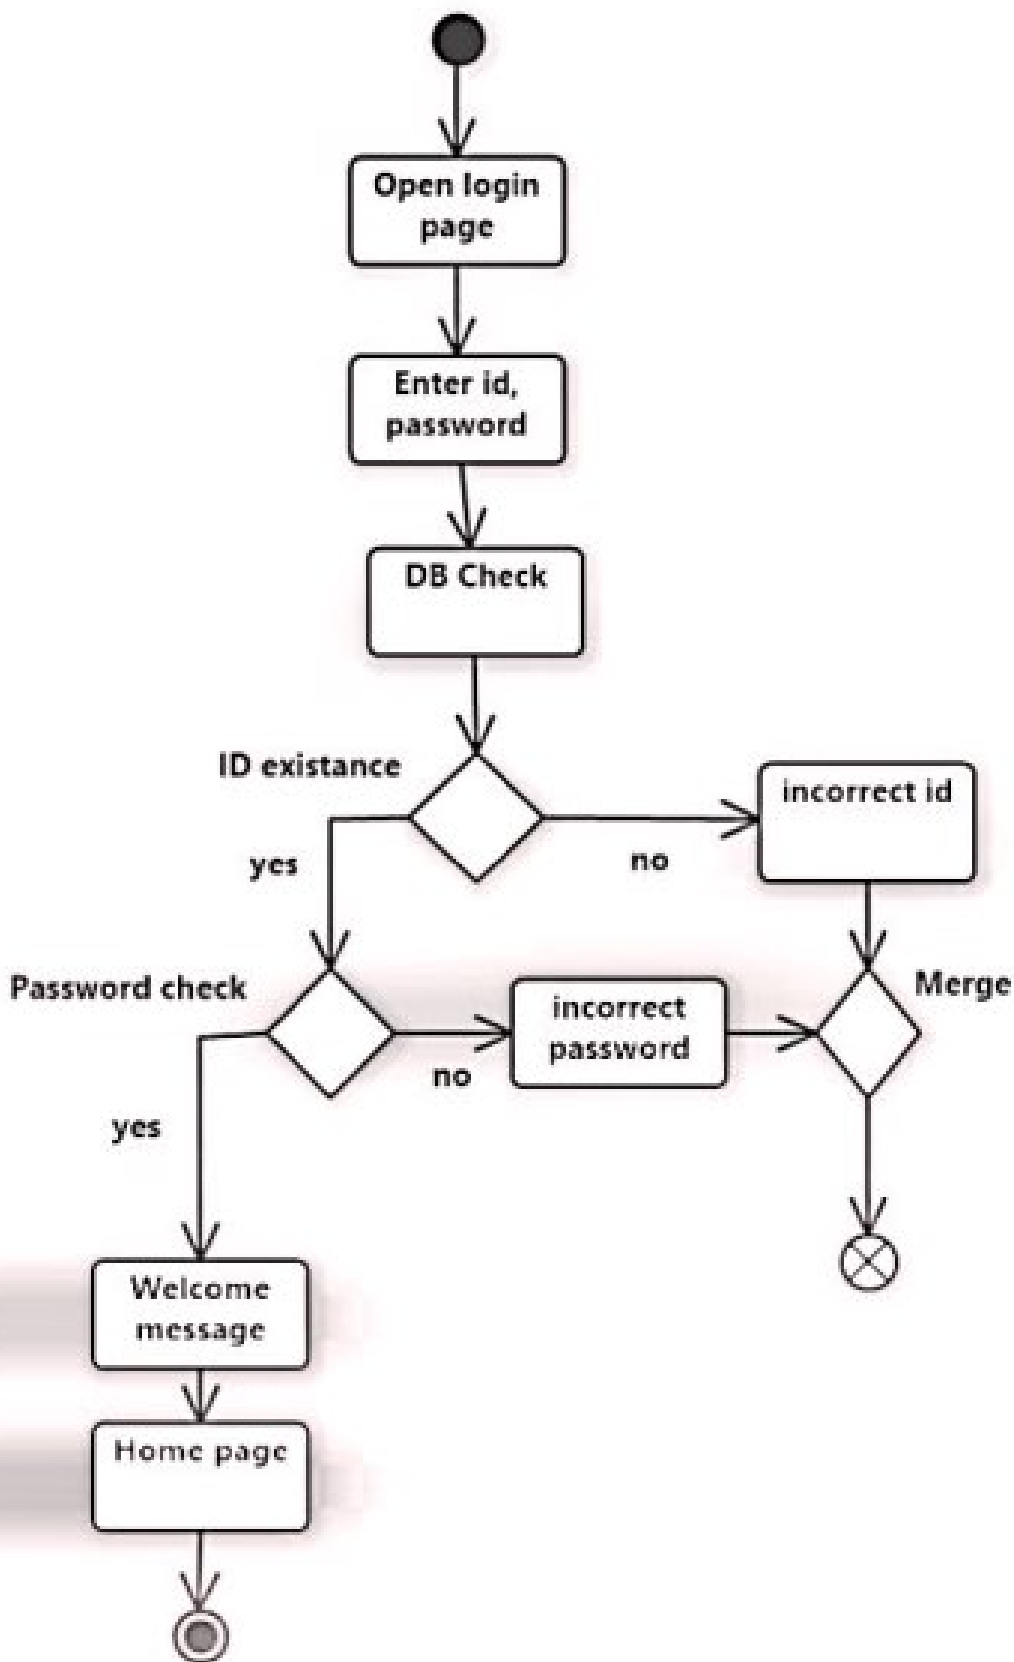 Open login
page
Enter id,
password
DB Check
ID existance
incorrect id
yes
no
Password check
incorrect
password
Merge
no
yes
Welcome
message
Home page